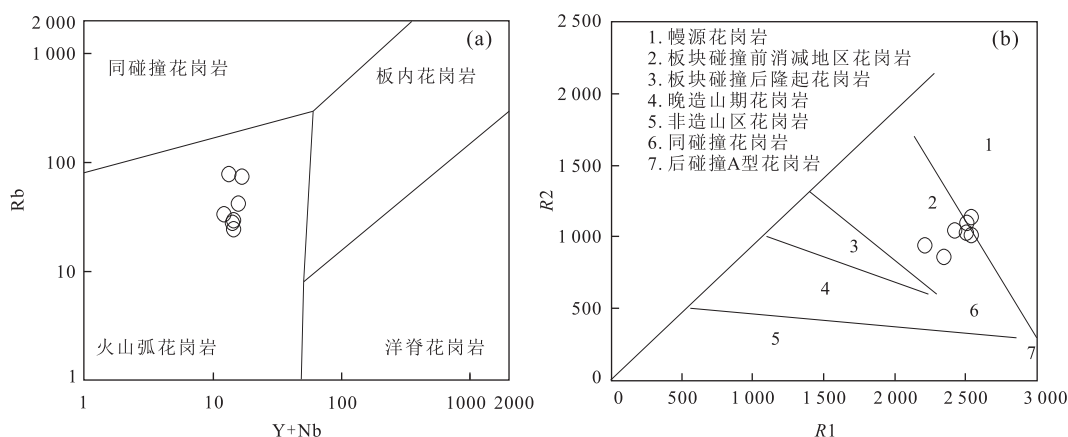 2 000
1 000
100
10
1
Rb
1
10
100
1000 2000
Y+Nb
(a)
同碰撞花岗岩
板内花岗岩
火山弧花岗岩
洋脊花岗岩
2 500
2 000
1 500
1 000
500
0
R2
0
500
1 000
1 500
2 000
2 500
3 000
R1
(b)
1. 幔源花岗岩
2. 板块碰撞前消减地区花岗岩
3. 板块碰撞后隆起花岗岩
4. 晚造山期花岗岩
5. 非造山区花岗岩
6. 同碰撞花岗岩
7. 后碰撞A型花岗岩
1
2
3
4
5
6
7